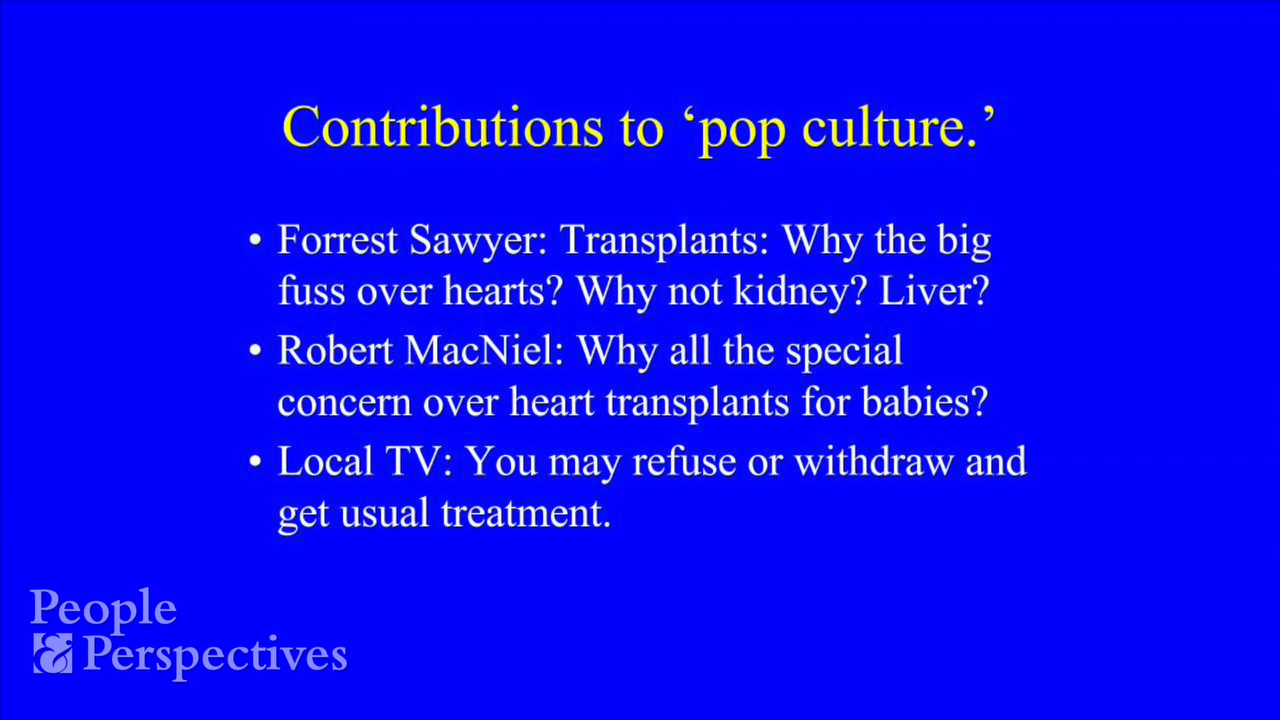 Contributions to ‘pop culture.’
• Forrest Sawyer: Transplants: Why the big
fuss over hearts? Why not kidney? Liver?
• Robert MacNiel: Why all the special
concern over heart transplants for babies?
• Local TV: You may refuse or withdraw and
get usual treatment.
People
& Perspectives